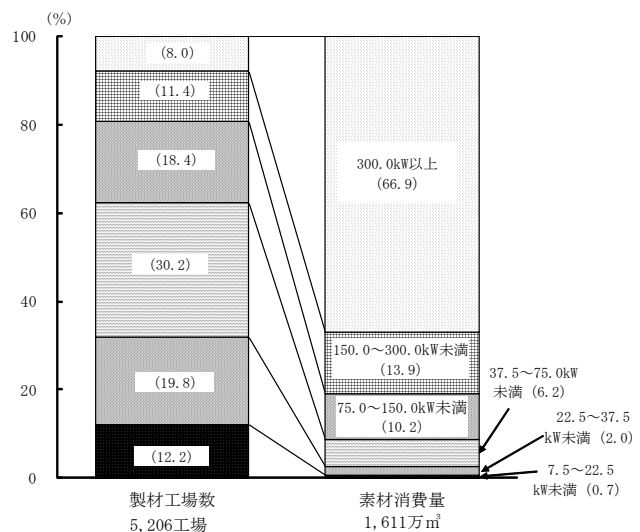 (%)
100
80
60
40
20
0
(8.0)
(11.4)
(18.4)
(30.2)
(19.8)
(12.2)
300.0kW以上
(66.9)
150.0～300.0kW未満
(13.9)
75.0～150.0kW未満
(10.2)
37.5～75.0kW
未満(6.2)
22.5～37.5
kW未満(2.0)
7.5～22.5
kW未満(0.7)
製材工場数
5,206工場
素材消費量
1,611万㎥